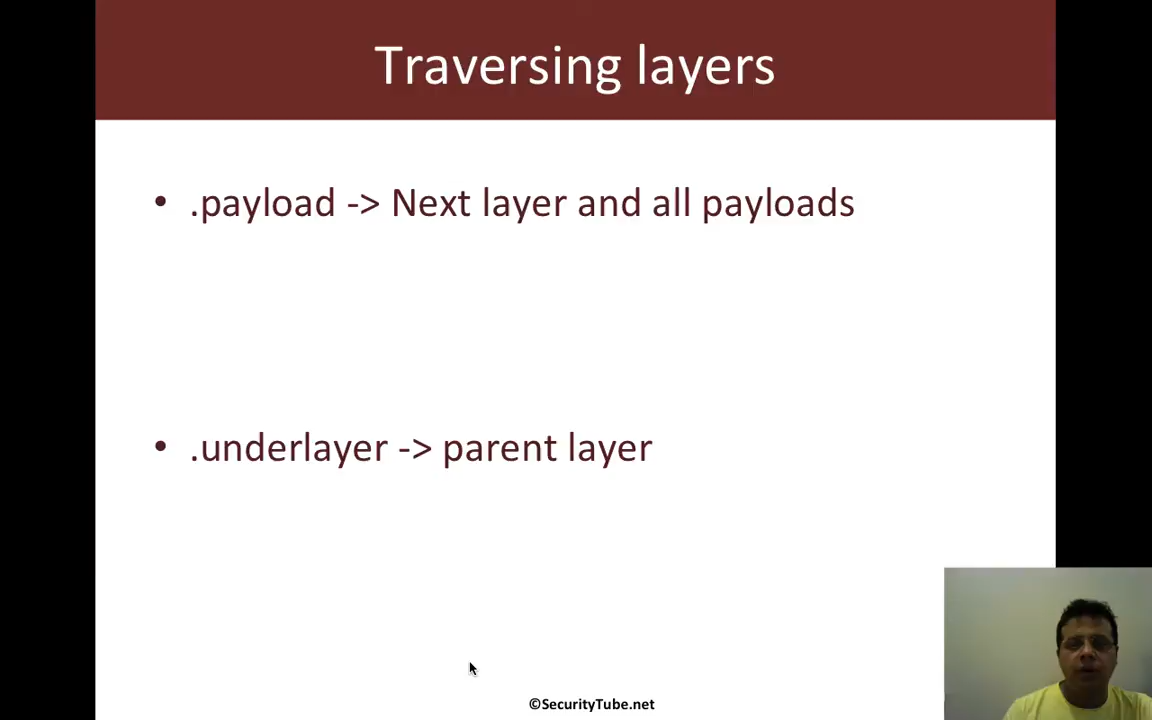 Traversing layers
• .payload -> Next layer and all payloads
• .underlayer -> parent layer
©SecurityTube.net